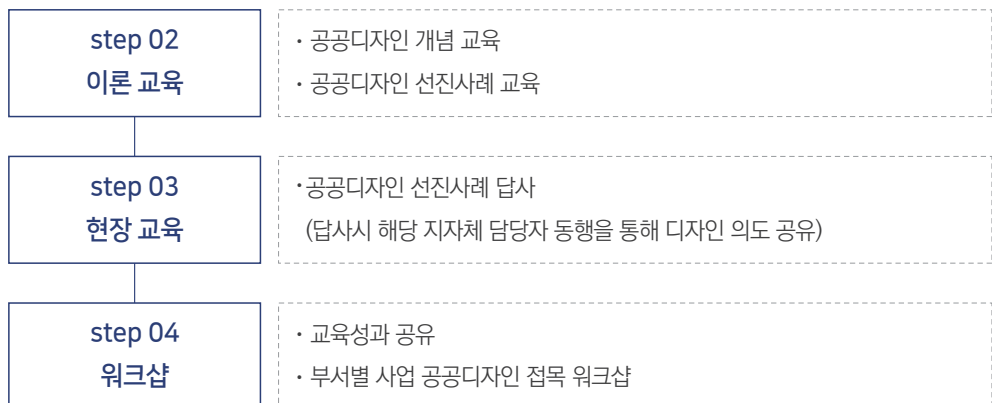 step 02
이론 교육
· 공공디자인 개념 교육
· 공공디자인 선진사례 교육
step 03
현장 교육
·공공디자인 선진사례 답사
(답사시 해당 지자체 담당자 동행을 통해 디자인 의도 공유)
step 04
워크샵
· 교육성과 공유
· 부서별 사업 공공디자인 접목 워크샵